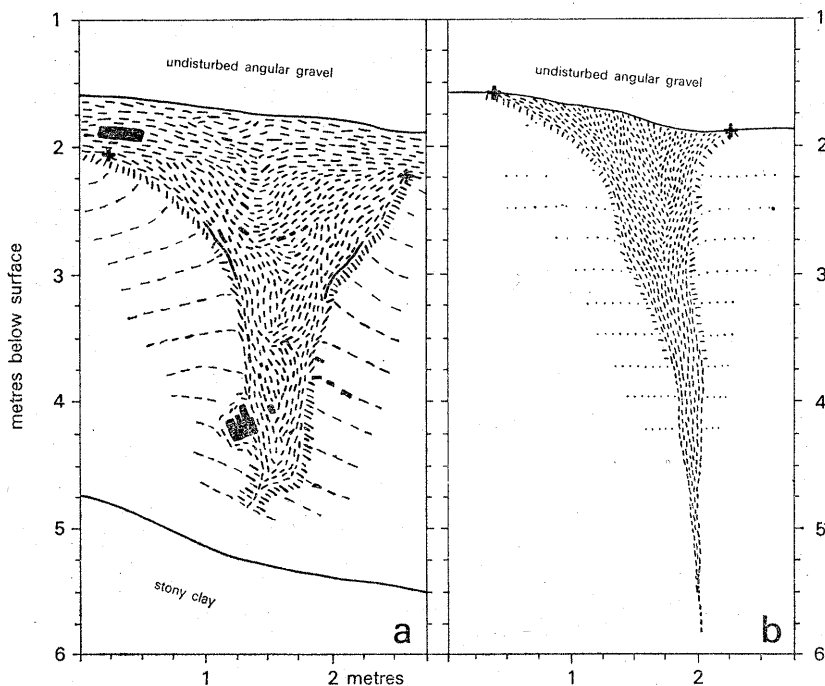 1
2
3
4
5
6
metres below surface
undisturbed angular gravel
stony clay
a
1
2 metres
undisturbed angular gravel
b
1
2
1
2
3
4
5
6